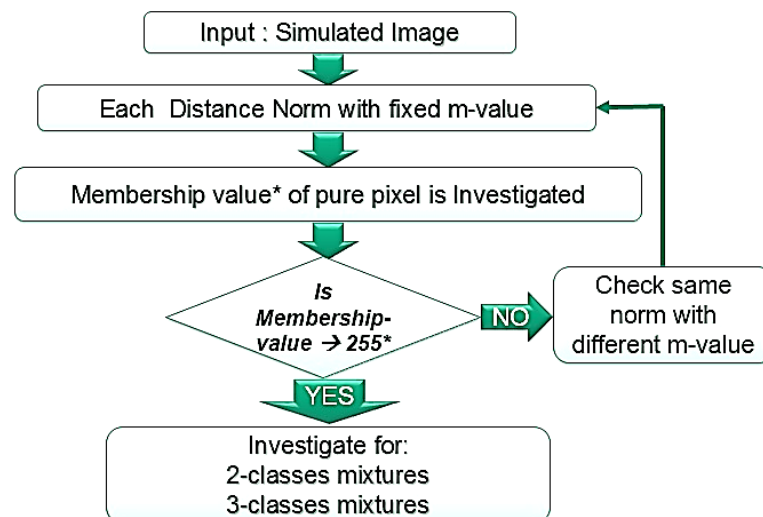 Input : Simulated Image
Each Distance Norm with fixed m-value
Membership value* of pure pixel is Investigated
Is
Membership-
value → 255*
NO
Check same
norm with
different m-value
YES
Investigate for:
2-classes mixtures
3-classes mixtures